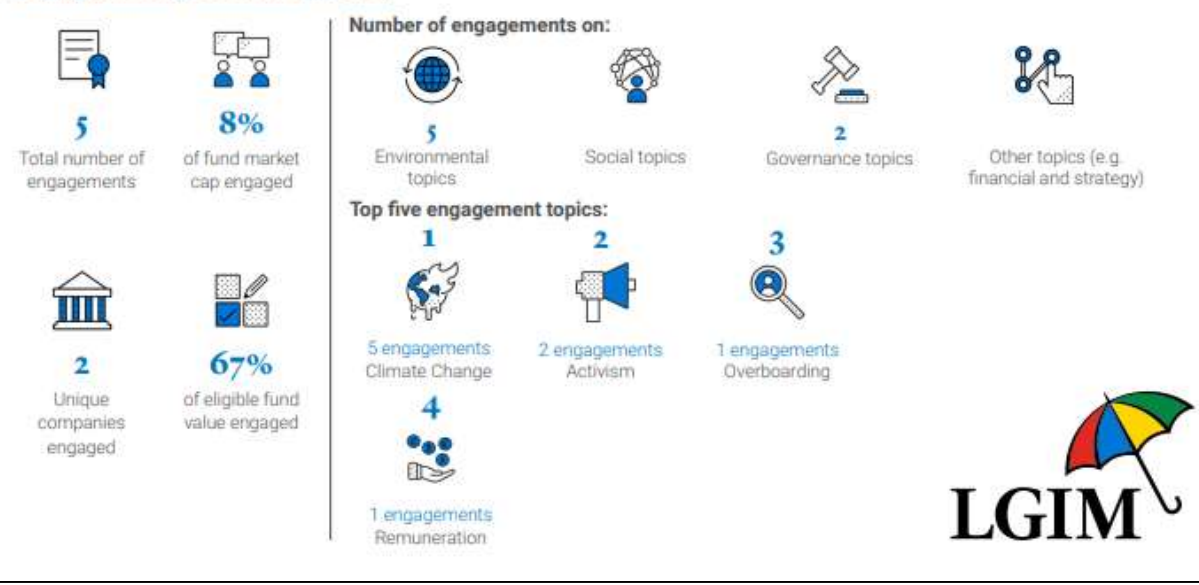 5
Total number of
engagements
8%
of fund market
cap engaged
2
Unique
companies
engaged
67%
of eligible fund
value engaged
Number of engagements on:
5
Environmental
topics
Social topics
2
Governance topics
Other topics (e.g.
financial and strategy)
Top five engagement topics:
1
5 engagements
Climate Change
2
2 engagements
Activism
3
1 engagements
Overboarding
4
1 engagements
Remuneration
LGIM